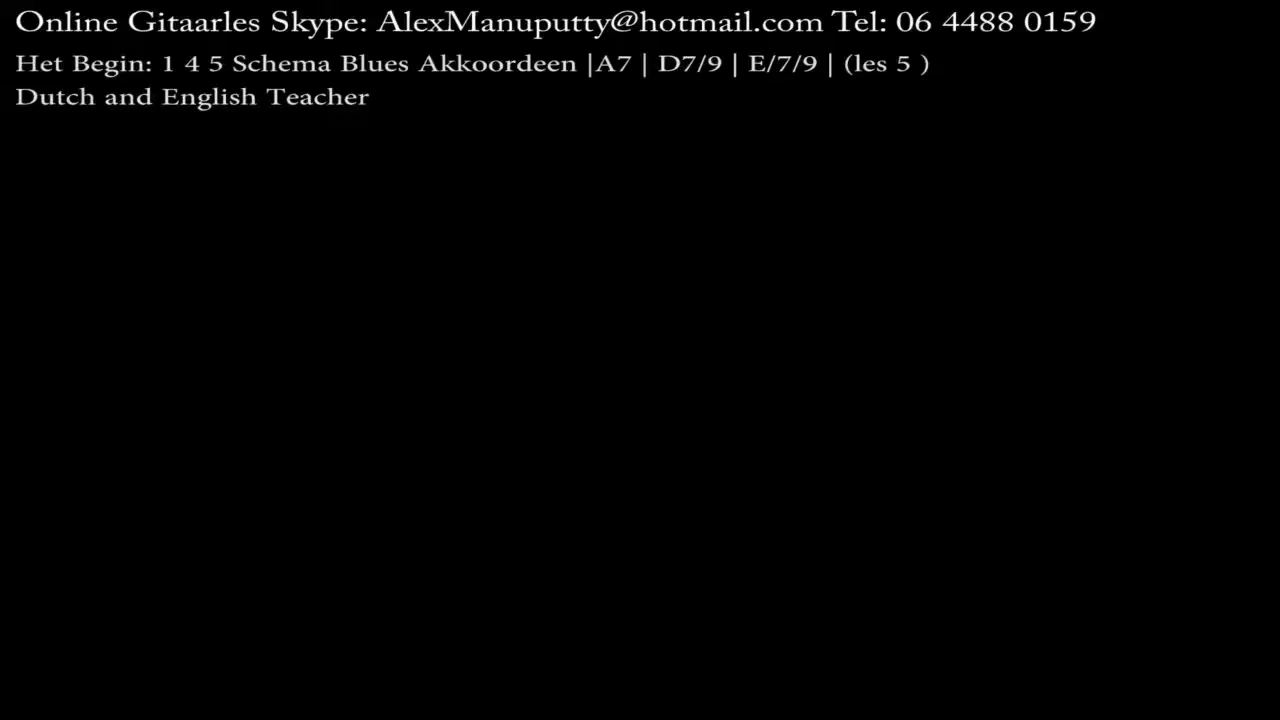 Online Gitaarles Skype: AlexManuputty@hotmail.com Tel: 06 4488 0159
Het Begin: 1 4 5 Schema Blues Akkoordeen |A7 | D7/9 | E/7/9 | (les 5 )
Dutch and English Teacher